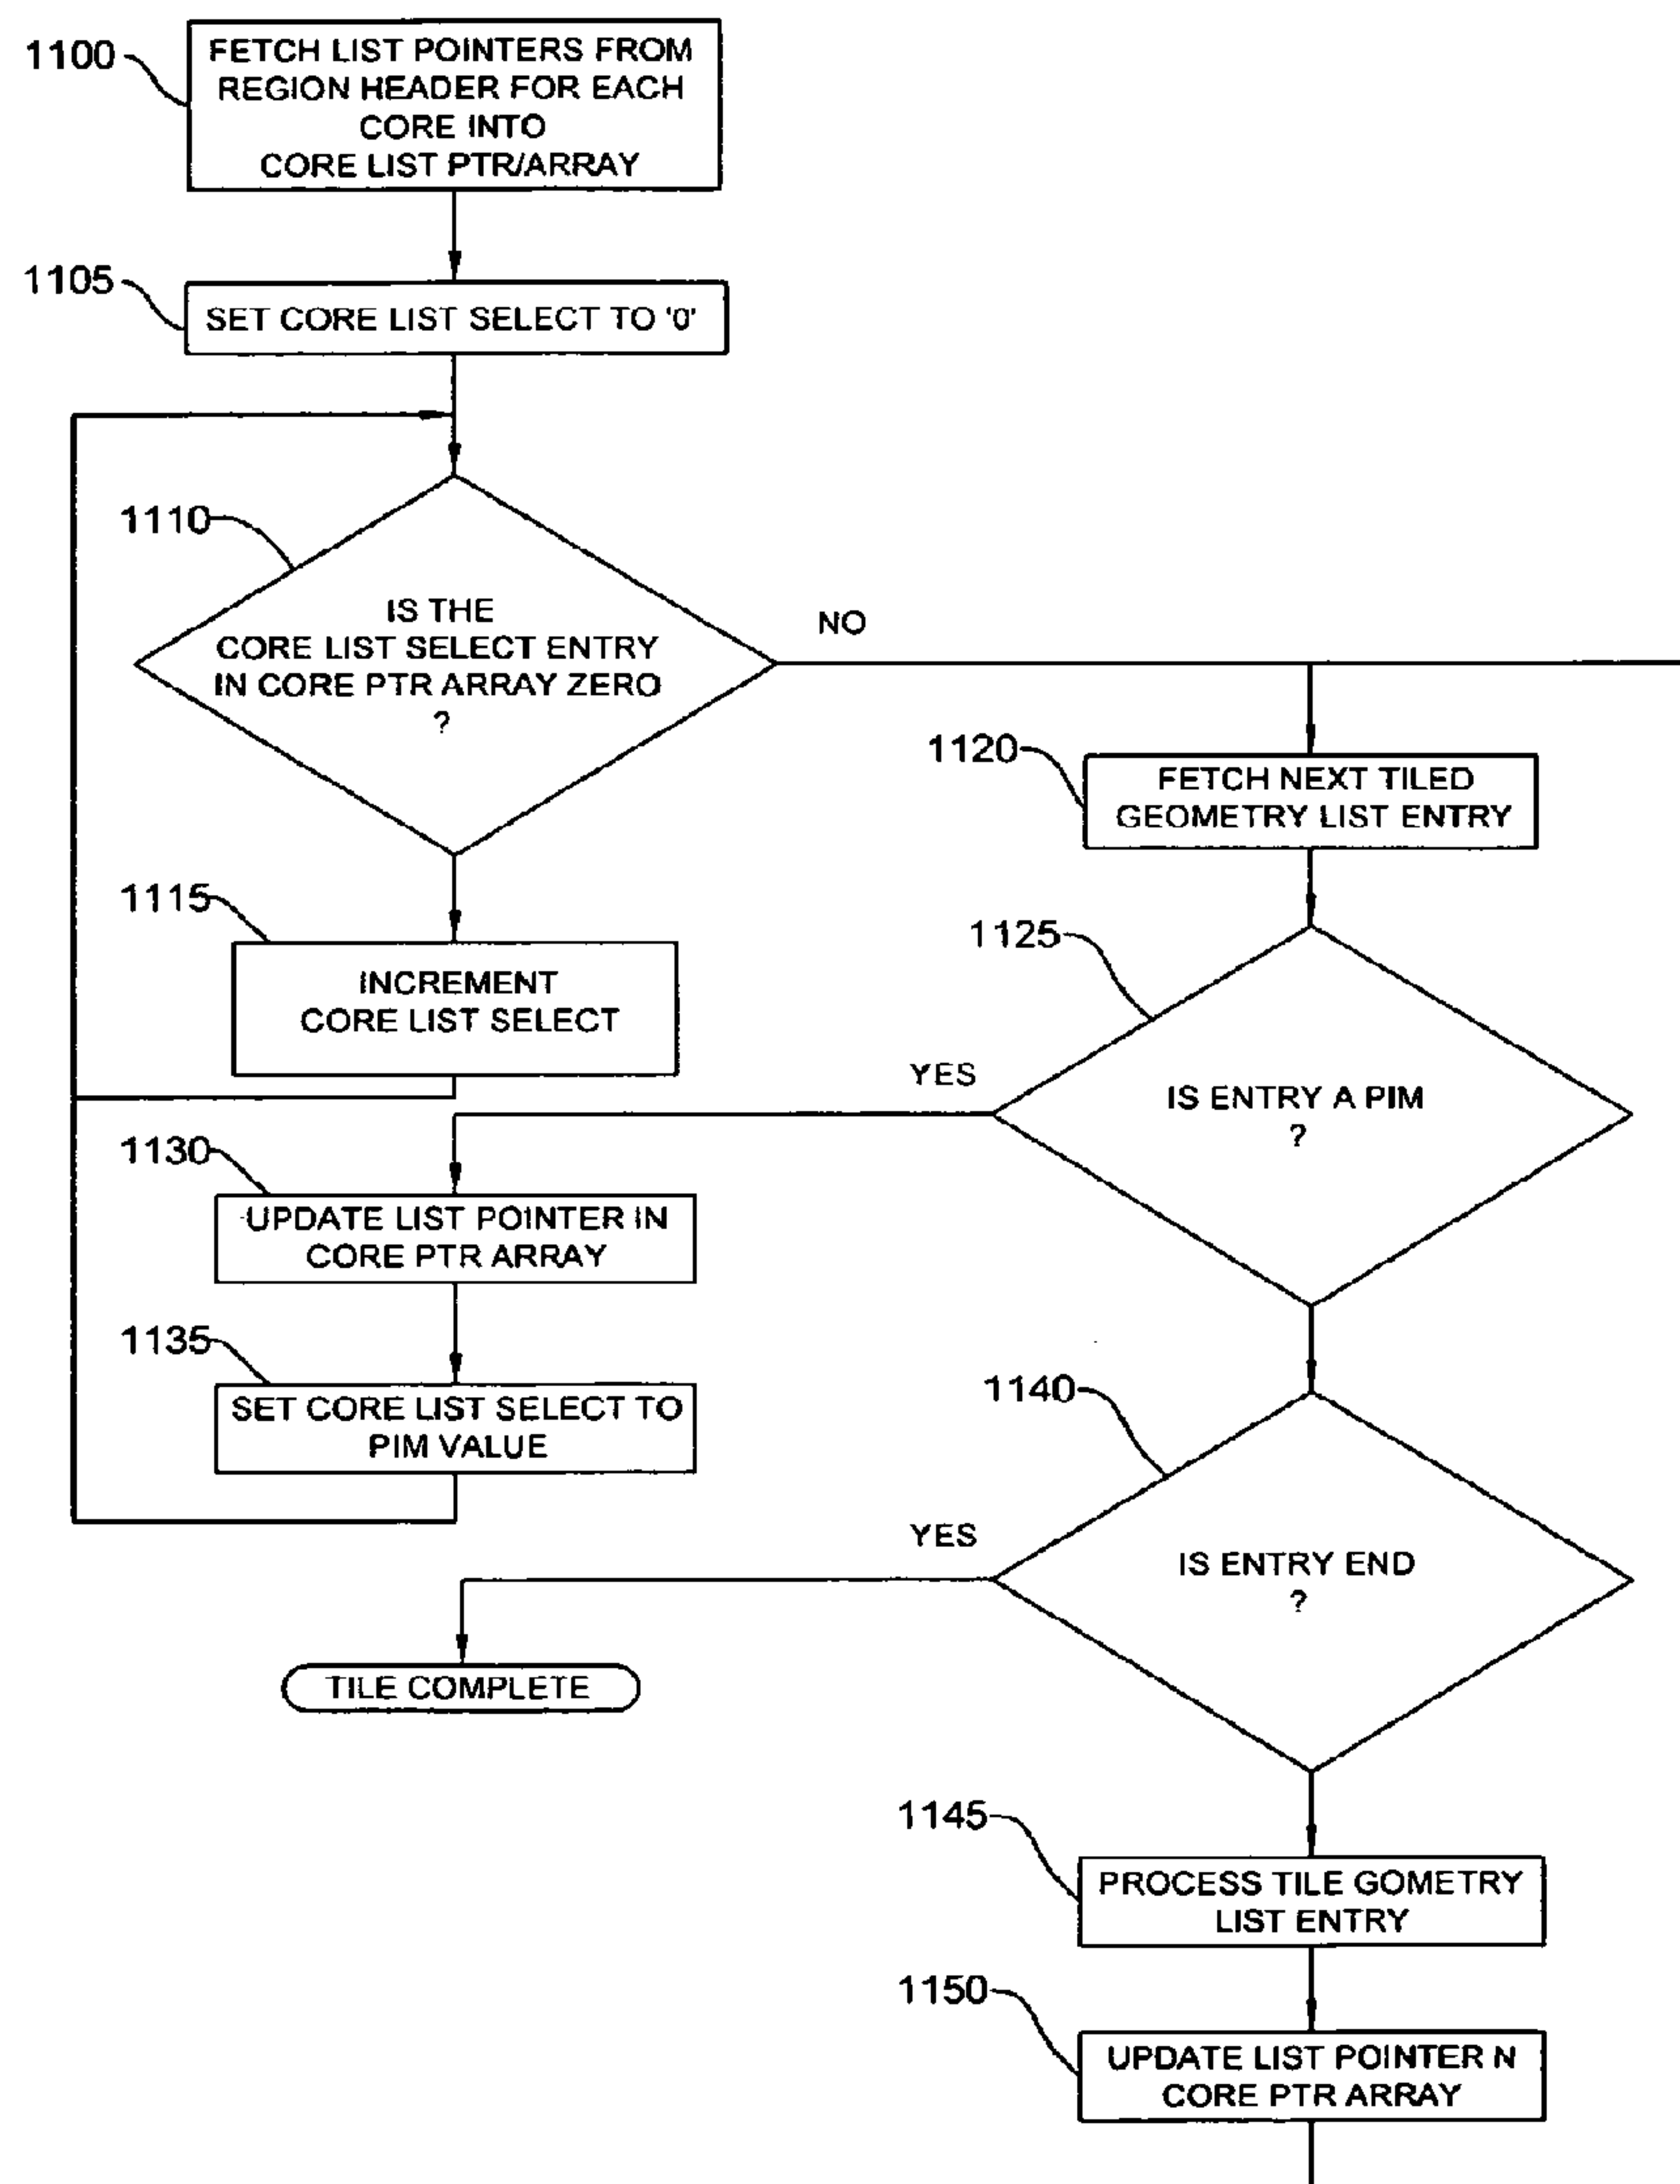 1100
FETCH LIST POINTERS FROM
REGION HEADER FOR EACH
CORE INTO
CORE LIST PTR/ARRAY
1105
SET CORE LIST SELECT TO '0'
1110
IS THE
CORE LIST SELECT ENTRY
IN CORE PTR ARRAY ZERO
?
NO
1115
INCREMENT
CORE LIST SELECT
1120
FETCH NEXT TILED
GEOMETRY LIST ENTRY
1125
IS ENTRY A PIM
?
YES
1130
UPDATE LIST POINTER IN
CORE PTR ARRAY
1135
SET CORE LIST SELECT TO
PIM VALUE
1140
IS ENTRY END
?
YES
TILE COMPLETE
1145
PROCESS TILE GOMETRY
LIST ENTRY
1150
UPDATE LIST POINTER N
CORE PTR ARRAY